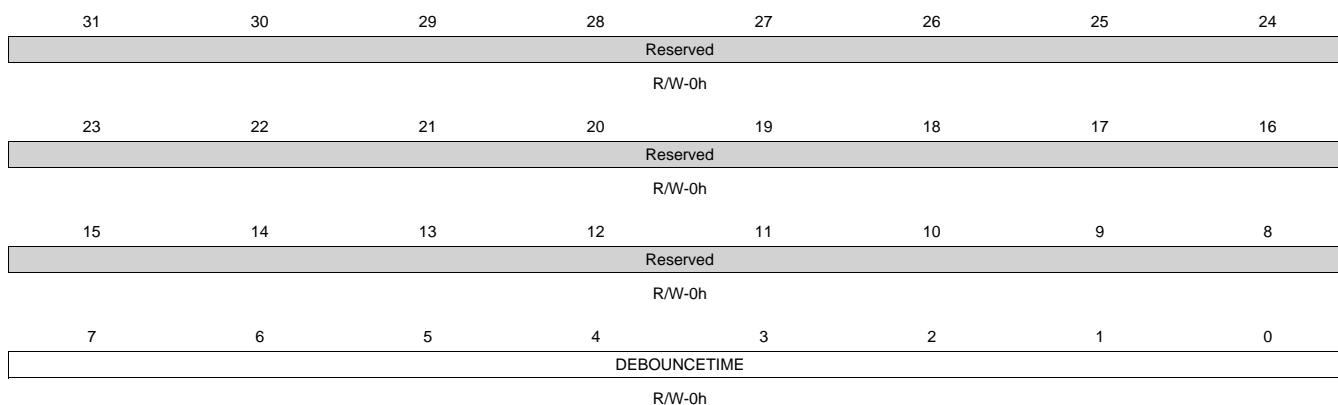 31 30 29 28 27 26 25 24
Reserved
R/W-0h
23 22 21 20 19 18 17 16
Reserved
R/W-0h
15 14 13 12 11 10 9 8
Reserved
R/W-0h
7 6 5 4 3 2 1 0
DEBOUNCETIME
R/W-0h